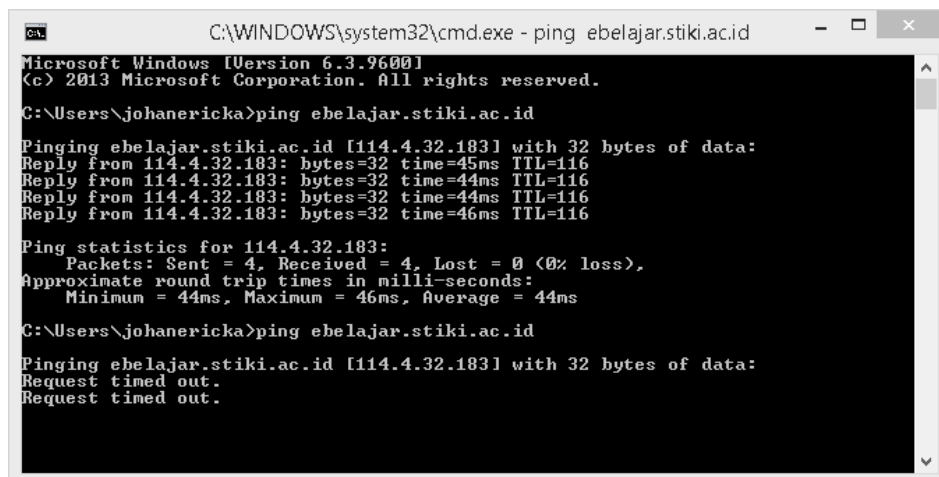 C:\WINDOWS\system32\cmd.exe - ping ebelajar.stiki.ac.id
Microsoft Windows [Version 6.3.9600]
(c) 2013 Microsoft Corporation. All rights reserved.
C:\Users\johanericka>ping ebelajar.stiki.ac.id
Pinging ebelajar.stiki.ac.id [114.4.32.183] with 32 bytes of data:
Reply from 114.4.32.183: bytes=32 time=45ms TTL=116
Reply from 114.4.32.183: bytes=32 time=44ms TTL=116
Reply from 114.4.32.183: bytes=32 time=44ms TTL=116
Reply from 114.4.32.183: bytes=32 time=46ms TTL=116
Ping statistics for 114.4.32.183:
Packets: Sent = 4, Received = 4, Lost = 0 (0% loss),
Approximate round trip times in milli-seconds:
Minimum = 44ms, Maximum = 46ms, Average = 44ms
C:\Users\johanericka>ping ebelajar.stiki.ac.id
Pinging ebelajar.stiki.ac.id [114.4.32.183] with 32 bytes of data:
Request timed out.
Request timed out.